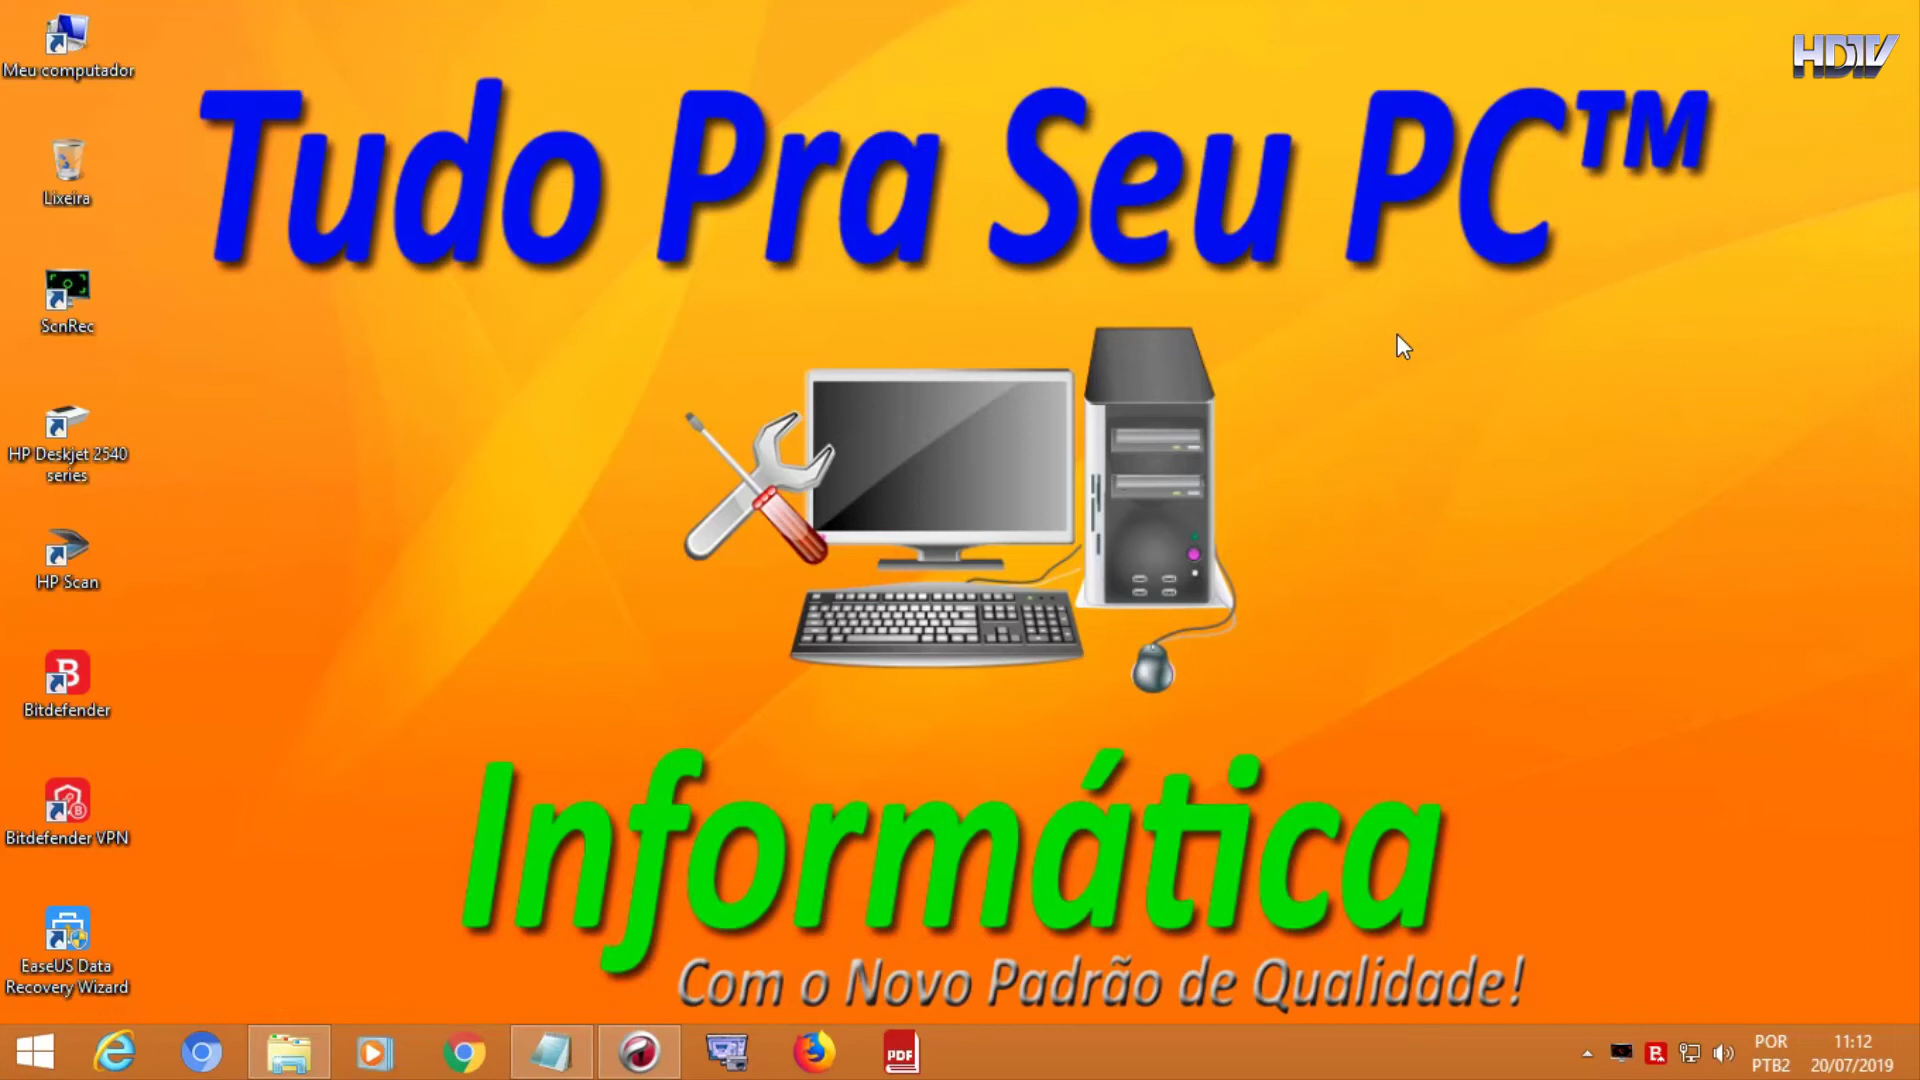 Meu computador
HDTV
Tudo Pra Seu PC™
Lixeira
ScnRec
HP Deskjet 2540
series
HP Scan
Bitdefender
Bitdefender VPN
Informática
EaseUS Data
Recovery Wizard
Com o Novo Padrão de Qualidade!
PDF
POR
PTB2
11:12
20/07/2019